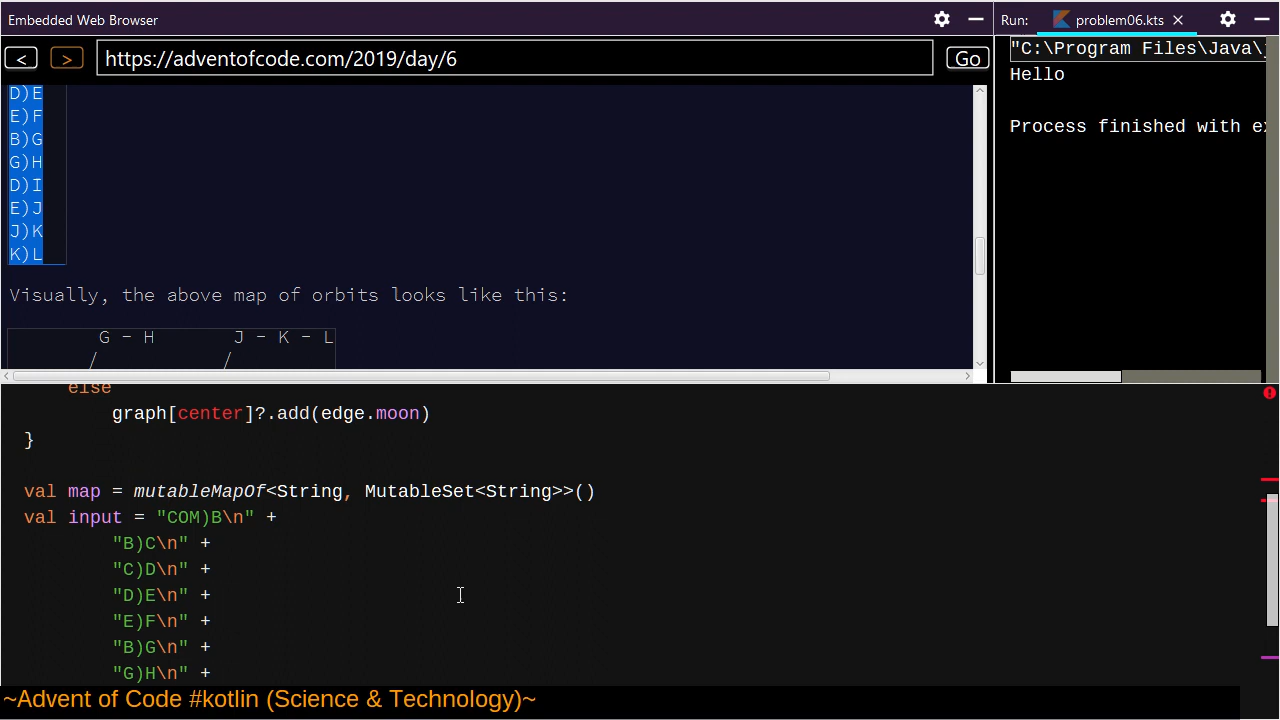 Embedded Web Browser
< > https://adventofcode.com/2019/day/6 Go
D)E
E)F
B)G
G)H
D)I
E)J
J)K
K)L
Visually, the above map of orbits looks like this:
G - H J - K - L
/ /
Run: problem06.kts
"C:\Program Files\Java\
Hello
Process finished with ex
else
graph[center]?.add(edge.moon)
}
val map = mutableMapOf<String, MutableSet<String>>()
val input = "COM)B\n" +
"B)C\n" +
"C)D\n" +
"D)E\n" +
"E)F\n" +
"B)G\n" +
"G)H\n" +
~Advent of Code #kotlin (Science & Technology)~